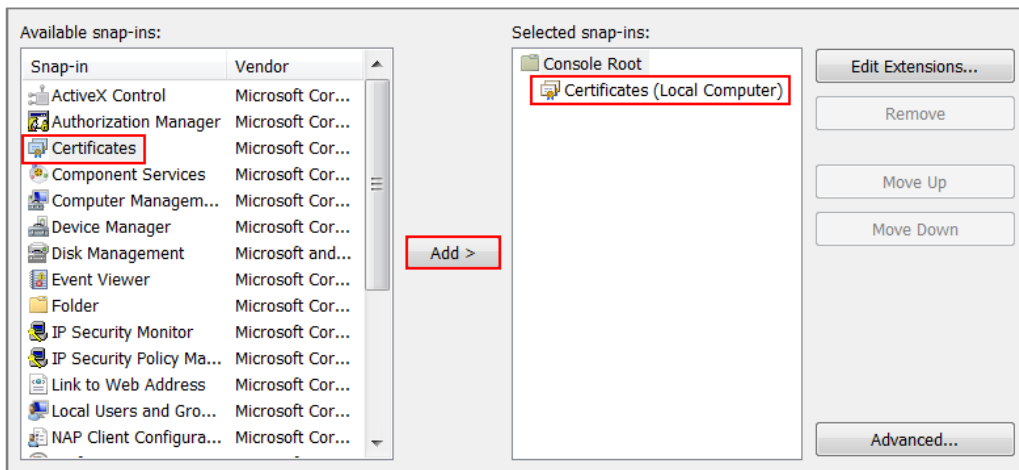 Available snap-ins:
Selected snap-ins:
Snap-in Vendor
ActiveX Control Microsoft Cor...
Authorization Manager Microsoft Cor...
Certificates Microsoft Cor...
Component Services Microsoft Cor...
Computer Managem... Microsoft Cor...
Device Manager Microsoft Cor...
Disk Management Microsoft and...
Event Viewer Microsoft Cor...
Folder Microsoft Cor...
IP Security Monitor Microsoft Cor...
IP Security Policy Ma... Microsoft Cor...
Link to Web Address Microsoft Cor...
Local Users and Gro... Microsoft Cor...
NAP Client Configura... Microsoft Cor...
Add >
Console Root
Certificates (Local Computer)
Edit Extensions...
Remove
Move Up
Move Down
Advanced...